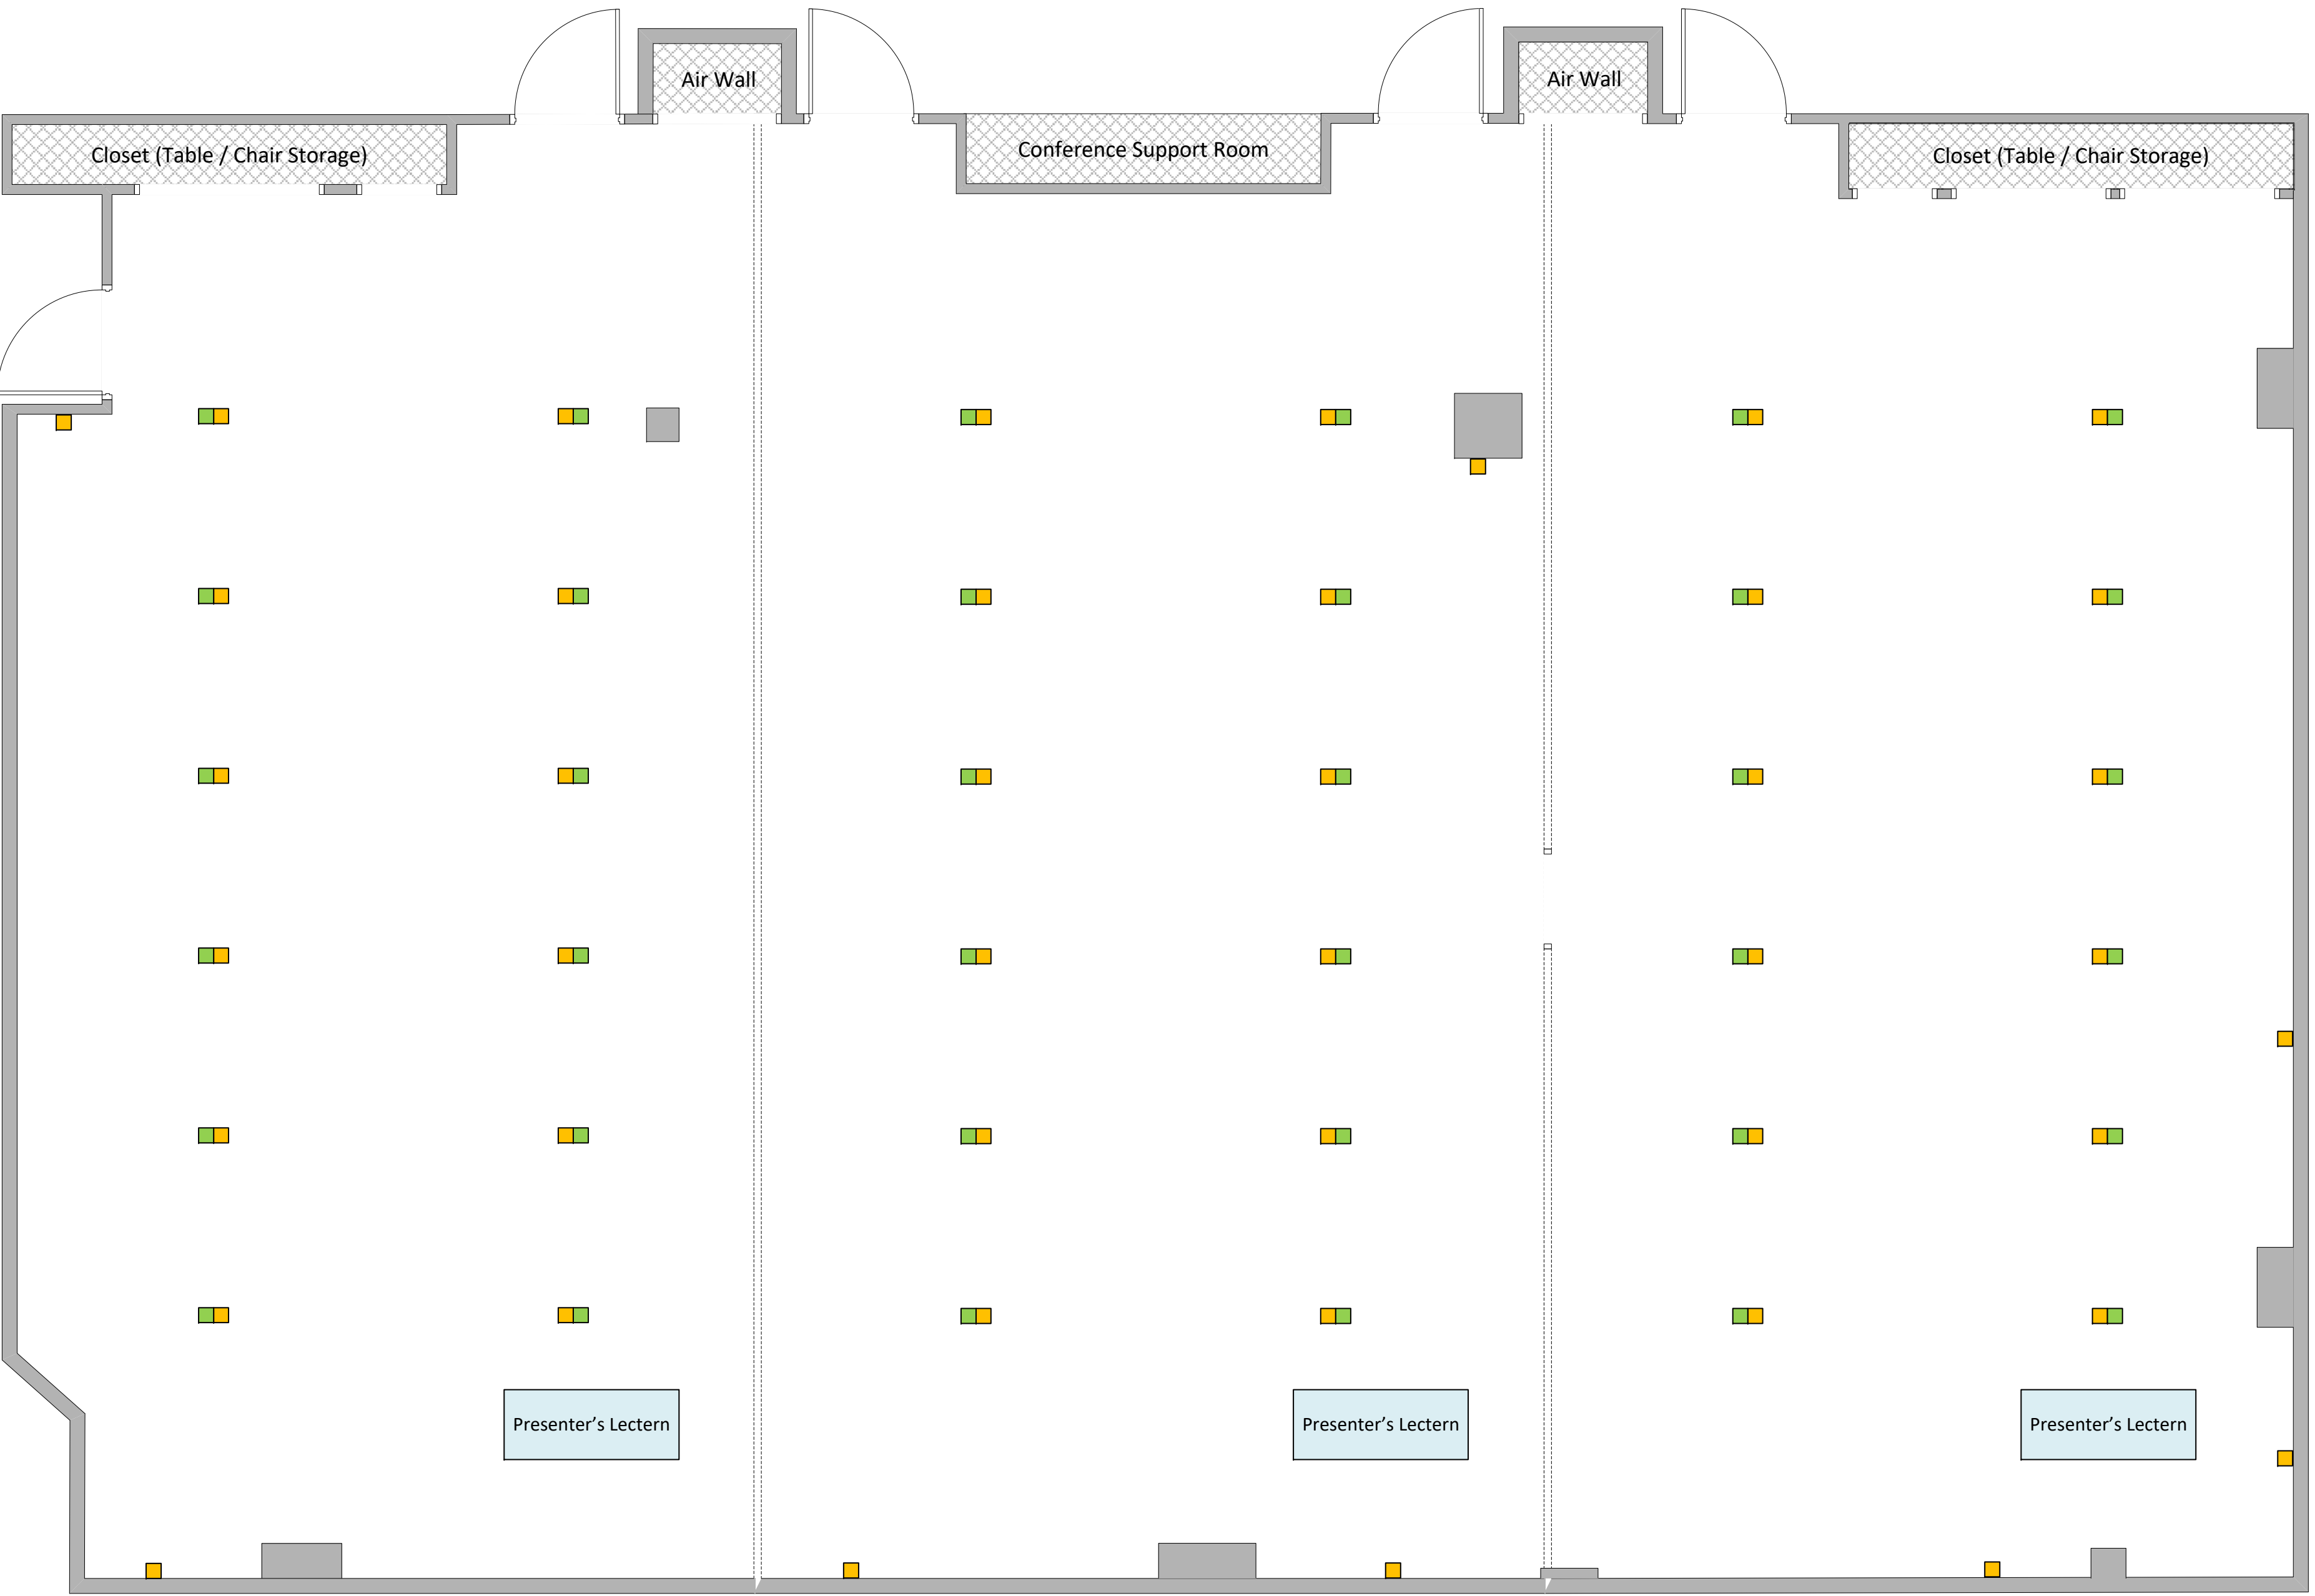 Air Wall
Air Wall
Closet (Table / Chair Storage)
Conference Support Room
Closet (Table / Chair Storage)
Presenter’s Lectern
Presenter’s Lectern
Presenter’s Lectern